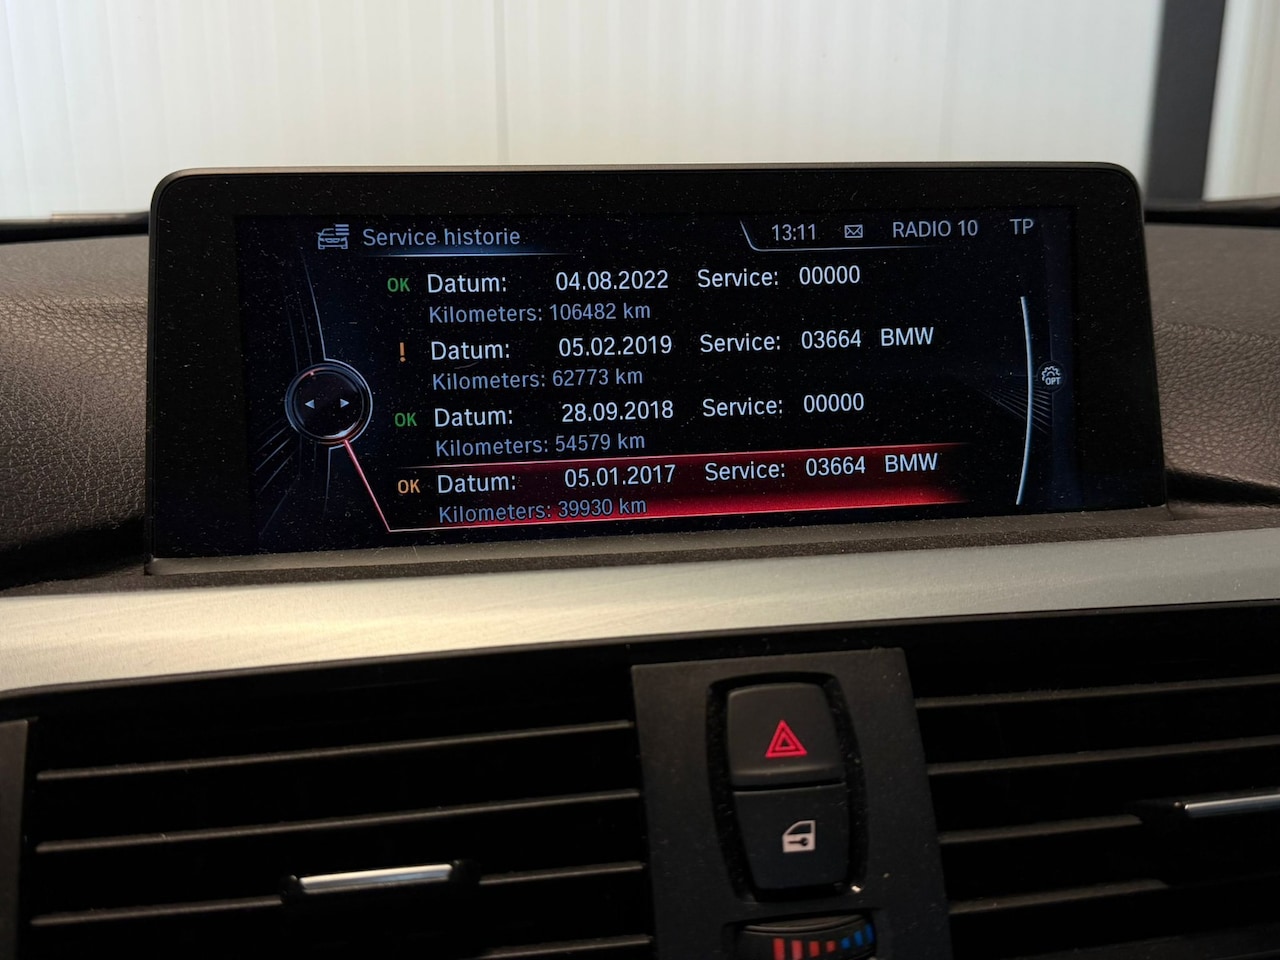 Service historie 13:11 RADIO 10 TP
OK Datum: 04.08.2022 Service: 00000
Kilometers: 106482 km
! Datum: 05.02.2019 Service: 03664 BMW
Kilometers: 62773 km
OK Datum: 28.09.2018 Service: 00000
Kilometers: 54579 km
OK Datum: 05.01.2017 Service: 03664 BMW
Kilometers: 39930 km
OPT